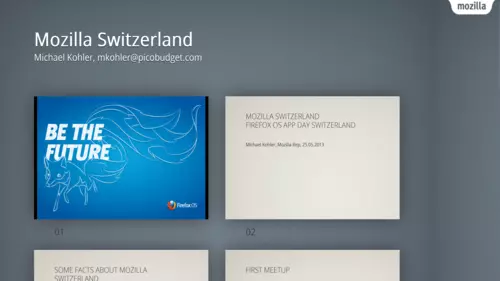 mozilla
Mozilla Switzerland
Michael Kohler, mkohler@picobudget.com
BE THE
FUTURE
Firefox OS
MOZILLA SWITZERLAND
FIREFOX OS APP DAY SWITZERLAND
Michael Kohler, Mozilla Rep, 25.05.2013
01
02
SOME FACTS ABOUT MOZILLA
SWITZERLAND
FIRST MEETUP